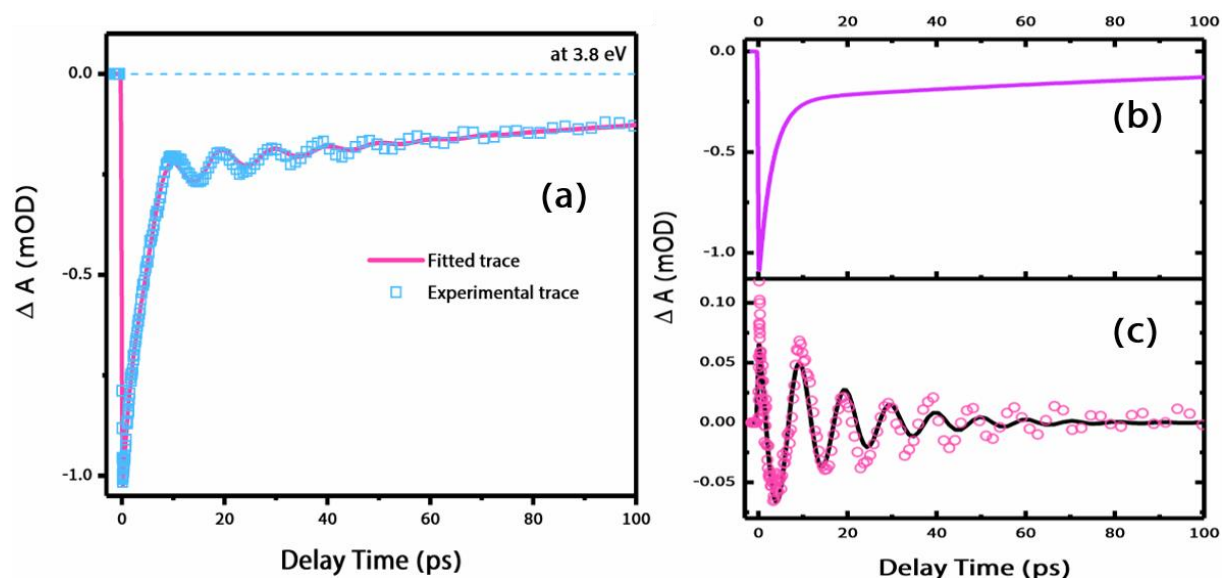 at 3.8 eV
0.0
-0.5
-1.0
Δ A (mOD)
(a)
Fitted trace
Experimental trace
0 20 40 60 80 100
Delay Time (ps)
0 20 40 60 80 100
0.0
-0.5
-1.0
(b)
Δ A (mOD)
0.10
0.05
0.00
-0.05
(c)
0 20 40 60 80 100
Delay Time (ps)